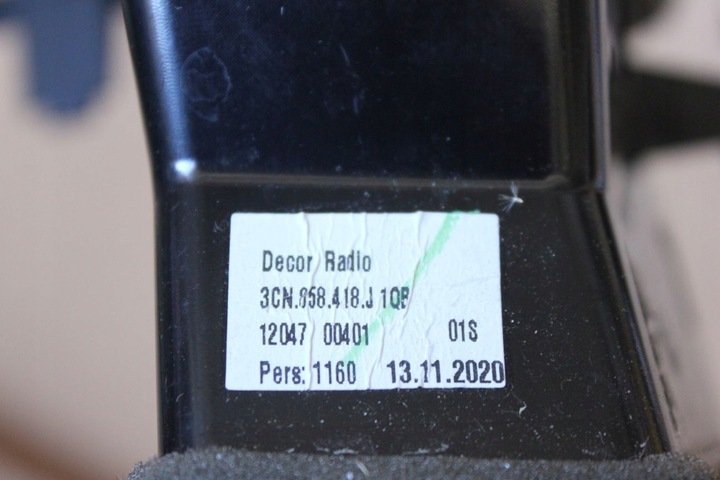 Decor Radio
3CN.858.418.J 1QB
12047 00401 01S
Pers: 1160 13.11.2020